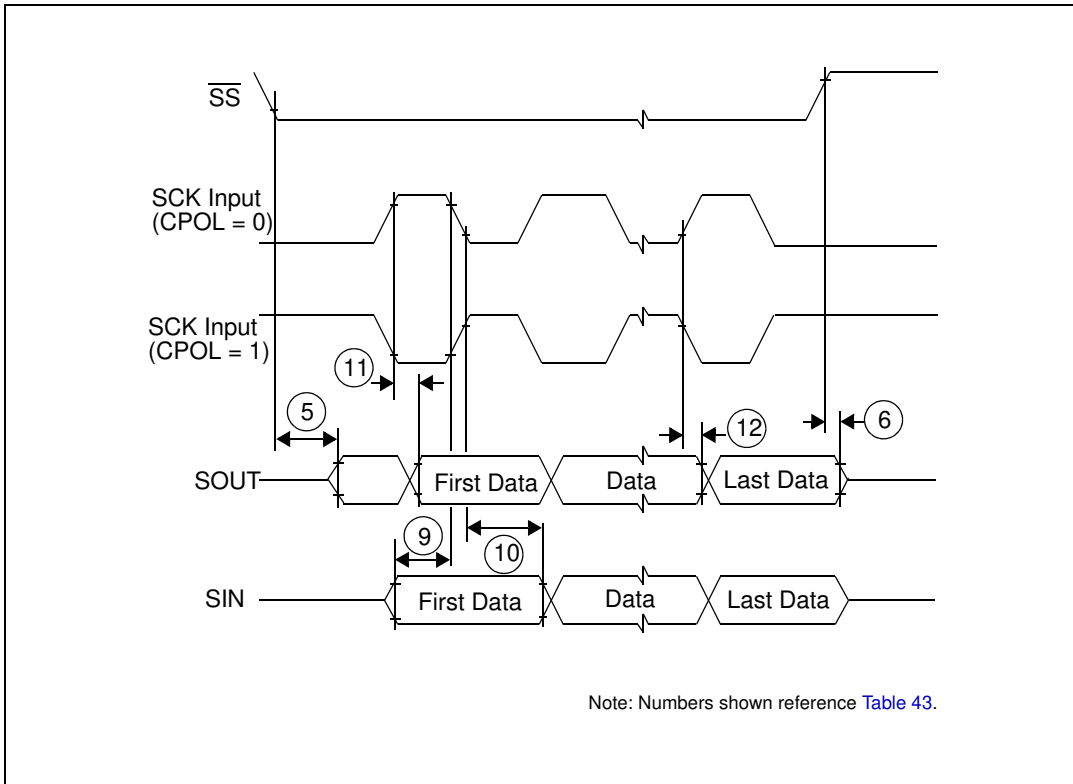 SS
SCK Input
(CPOL = 0)
SCK Input
(CPOL = 1)
11
5
12
6
SOUT
First Data
Data
Last Data
9
10
SIN
First Data
Data
Last Data
Note: Numbers shown reference Table 43.